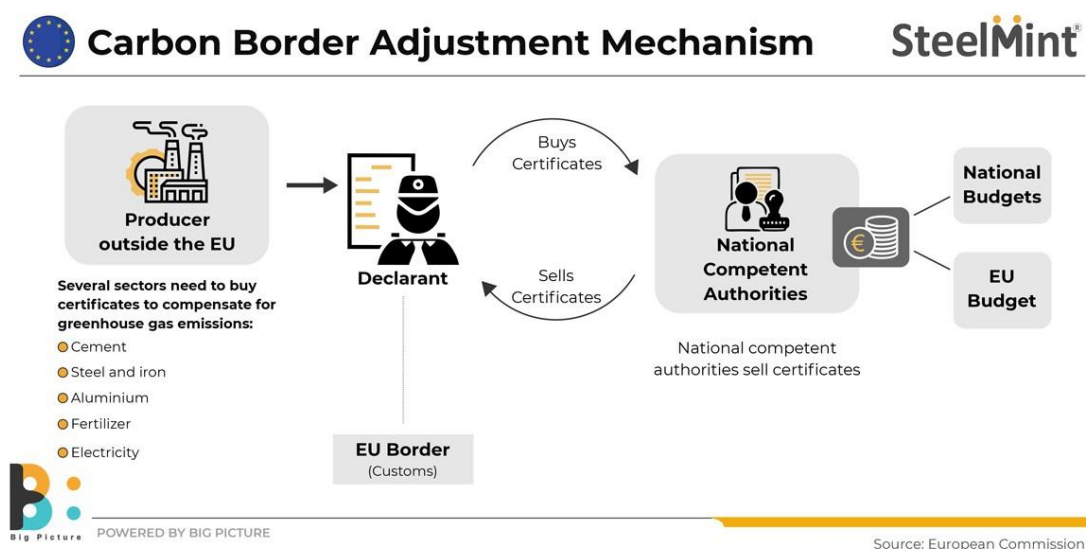 Carbon Border Adjustment Mechanism
SteelMint®
Producer
outside the EU
Several sectors need to buy
certificates to compensate for
greenhouse gas emissions:
Cement
Steel and iron
Aluminium
Fertilizer
Electricity
Declarant
EU Border
(Customs)
Buys
Certificates
Sells
Certificates
National
Competent
Authorities
National competent
authorities sell certificates
€
National
Budgets
EU
Budget
B:
Big Picture
POWERED BY BIG PICTURE
Source: European Commission